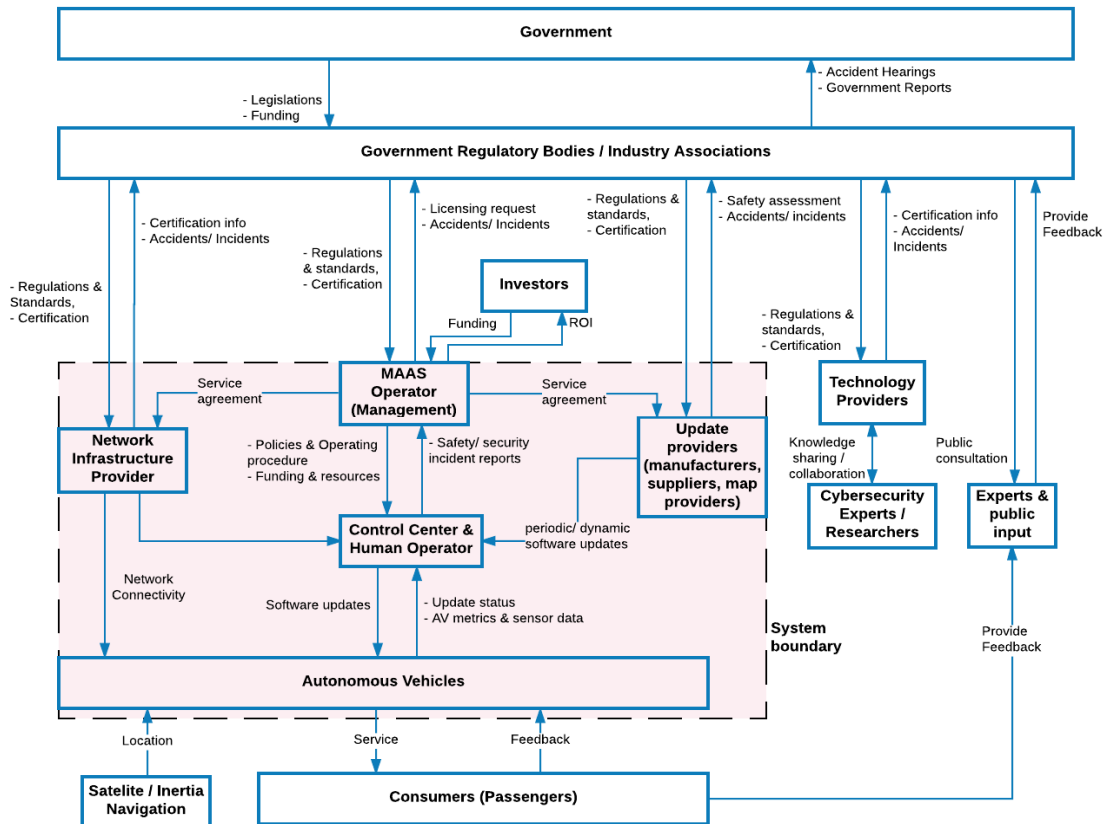 Government
- Legislations
- Funding
- Accident Hearings
- Government Reports
Government Regulatory Bodies / Industry Associations
- Regulations &
Standards,
- Certification
- Certification info
- Accidents/ Incidents
- Regulations
& standards,
- Certification
- Licensing request
- Accidents/ Incidents
- Regulations &
standards,
- Certification
- Safety assessment
- Accidents/ incidents
- Regulations &
standards,
- Certification
- Certification info
- Accidents/
Incidents
Provide
Feedback
Investors
Funding
ROI
MAAS
Operator
(Management)
Service
agreement
Service
agreement
Technology
Providers
Network
Infrastructure
Provider
Update
providers
(manufacturers,
suppliers, map
providers)
- Policies & Operating
procedure
- Funding & resources
- Safety/ security
incident reports
Knowledge
sharing /
collaboration
Public
consultation
Cybersecurity
Experts /
Researchers
Experts &
public
input
Control Center &
Human Operator
periodic/ dynamic
software updates
Network
Connectivity
Software updates
- Update status
- AV metrics & sensor data
System
boundary
Provide
Feedback
Autonomous Vehicles
Location
Service
Feedback
Satelite / Inertia
Navigation
Consumers (Passengers)